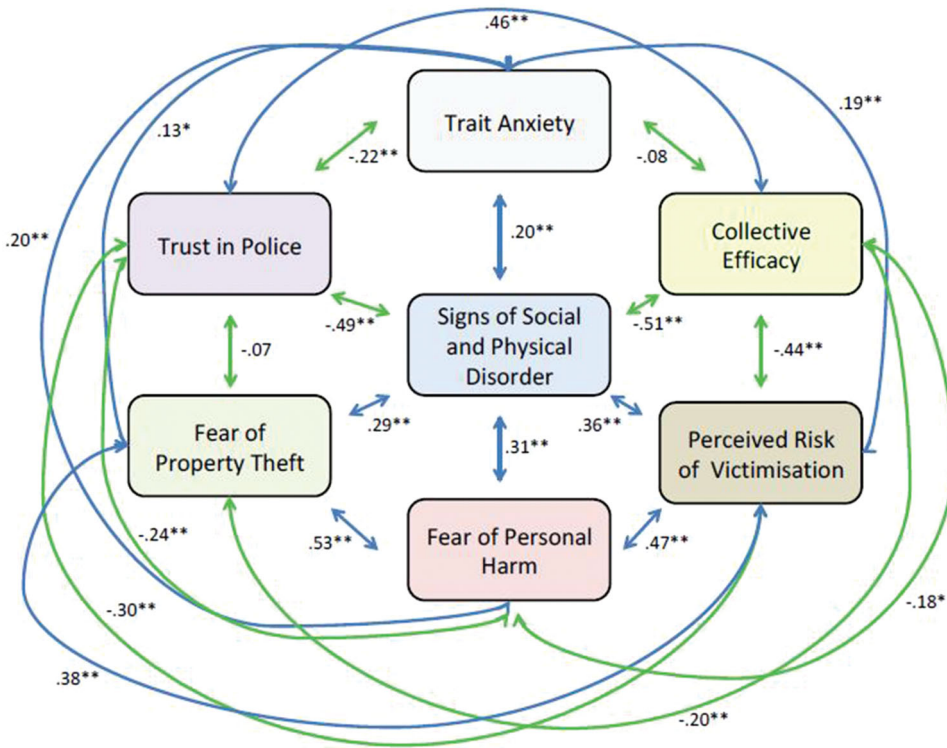 .46**
Trait Anxiety
.13*
.19**
-.22**
-.08
Trust in Police
Collective
Efficacy
.20**
.20**
-.49**
Signs of Social
and Physical
Disorder
-.51**
-.07
-.44**
Fear of
Property Theft
.29**
.36**
Perceived Risk
of Victimisation
.31**
-.24**
.53**
Fear of Personal
Harm
.47**
-.30**
-.18*
.38**
-.20**